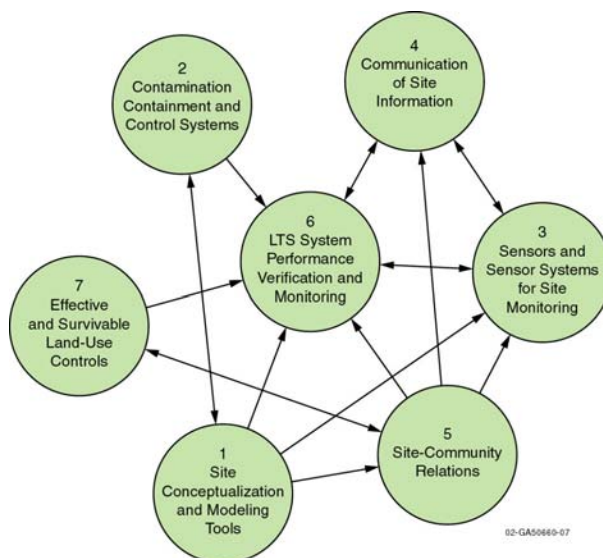 4
Communication
of Site
Information
2
Contamination
Containment and
Control Systems
6
LTS System
Performance
Verification and
Monitoring
3
Sensors and
Sensor Systems
for Site
Monitoring
7
Effective
and Survivable
Land-Use
Controls
5
Site-Community
Relations
1
Site
Conceptualization
and Modeling
Tools
02-GA50660-07